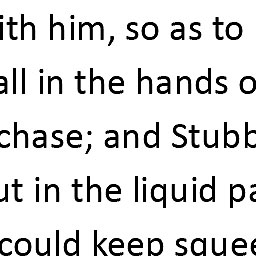 ith him, so as to
all in the hands o
chase; and Stubb
ut in the liquid pa
could keep squee